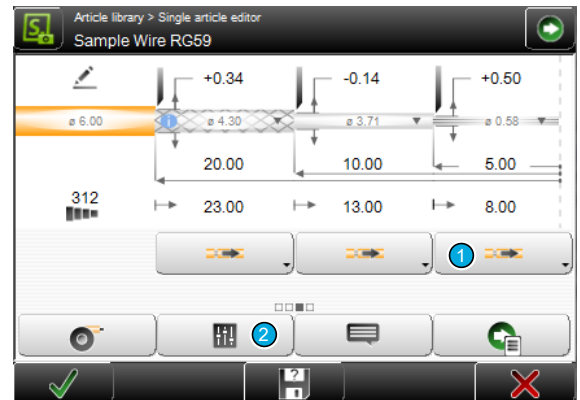 Article library > Single article editor
Sample Wire RG59
+0.34 -0.14 +0.50
ø 6.00 ø 4.30 ø 3.71 ø 0.58
20.00 10.00 5.00
312 23.00 13.00 8.00
1
2